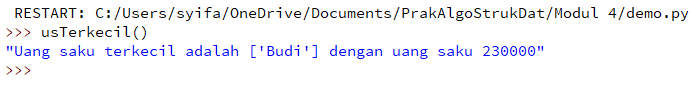 RESTART: C:/Users/syifa/OneDrive/Documents/PrakAlgoStrukDat/Modul 4/demo.py
>>> usTerkecil()
"Uang saku terkecil adalah ['Budi'] dengan uang saku 230000"
>>>